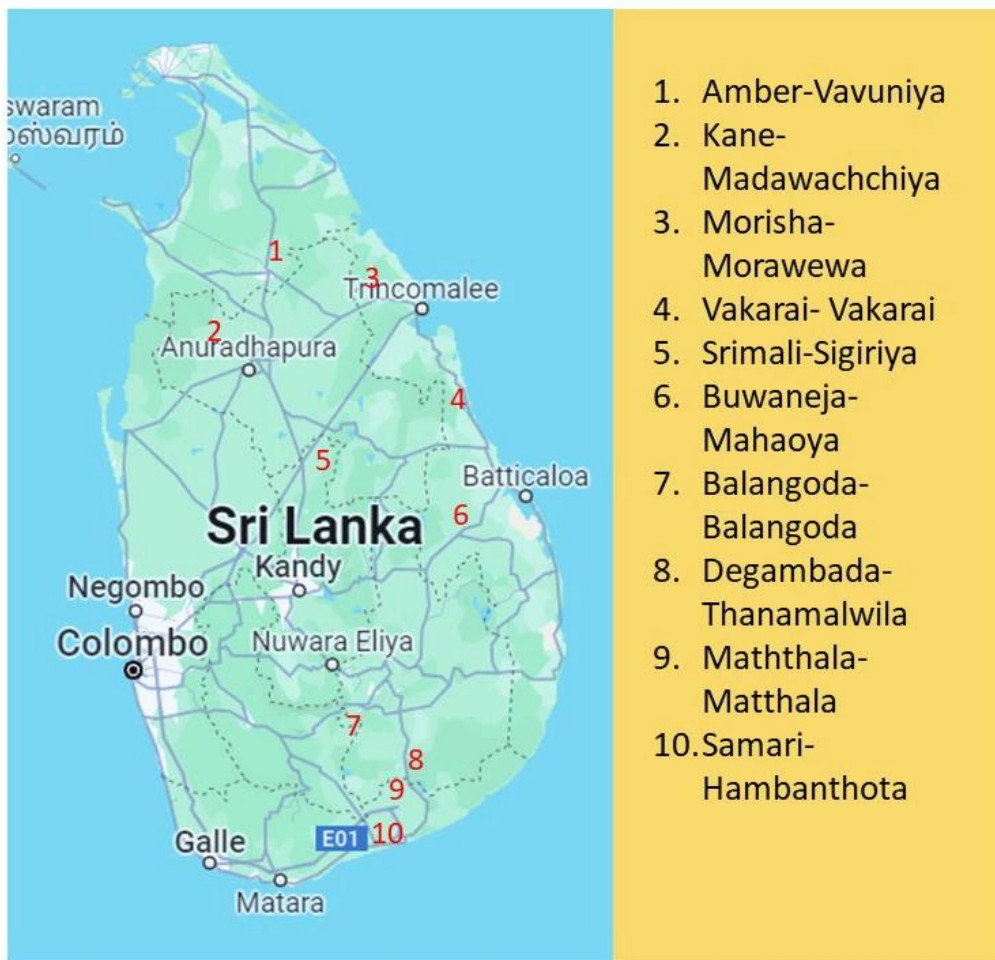 swaram
மஸ்வரம்
1
3
Trincomalee
2
Anuradhapura
4
5
Batticaloa
6
Sri Lanka
Kandy
Negombo
Colombo
Nuwara Eliya
7
8
9
E01
10
Galle
Matara
1. Amber-Vavuniya
2. Kane-
Madawachchiya
3. Morisha-
Morawewa
4. Vakarai- Vakarai
5. Srimali-Sigiriya
6. Buwaneja-
Mahaoya
7. Balangoda-
Balangoda
8. Degambada-
Thanamalwila
9. Maththala-
Matthala
10. Samari-
Hambanthota